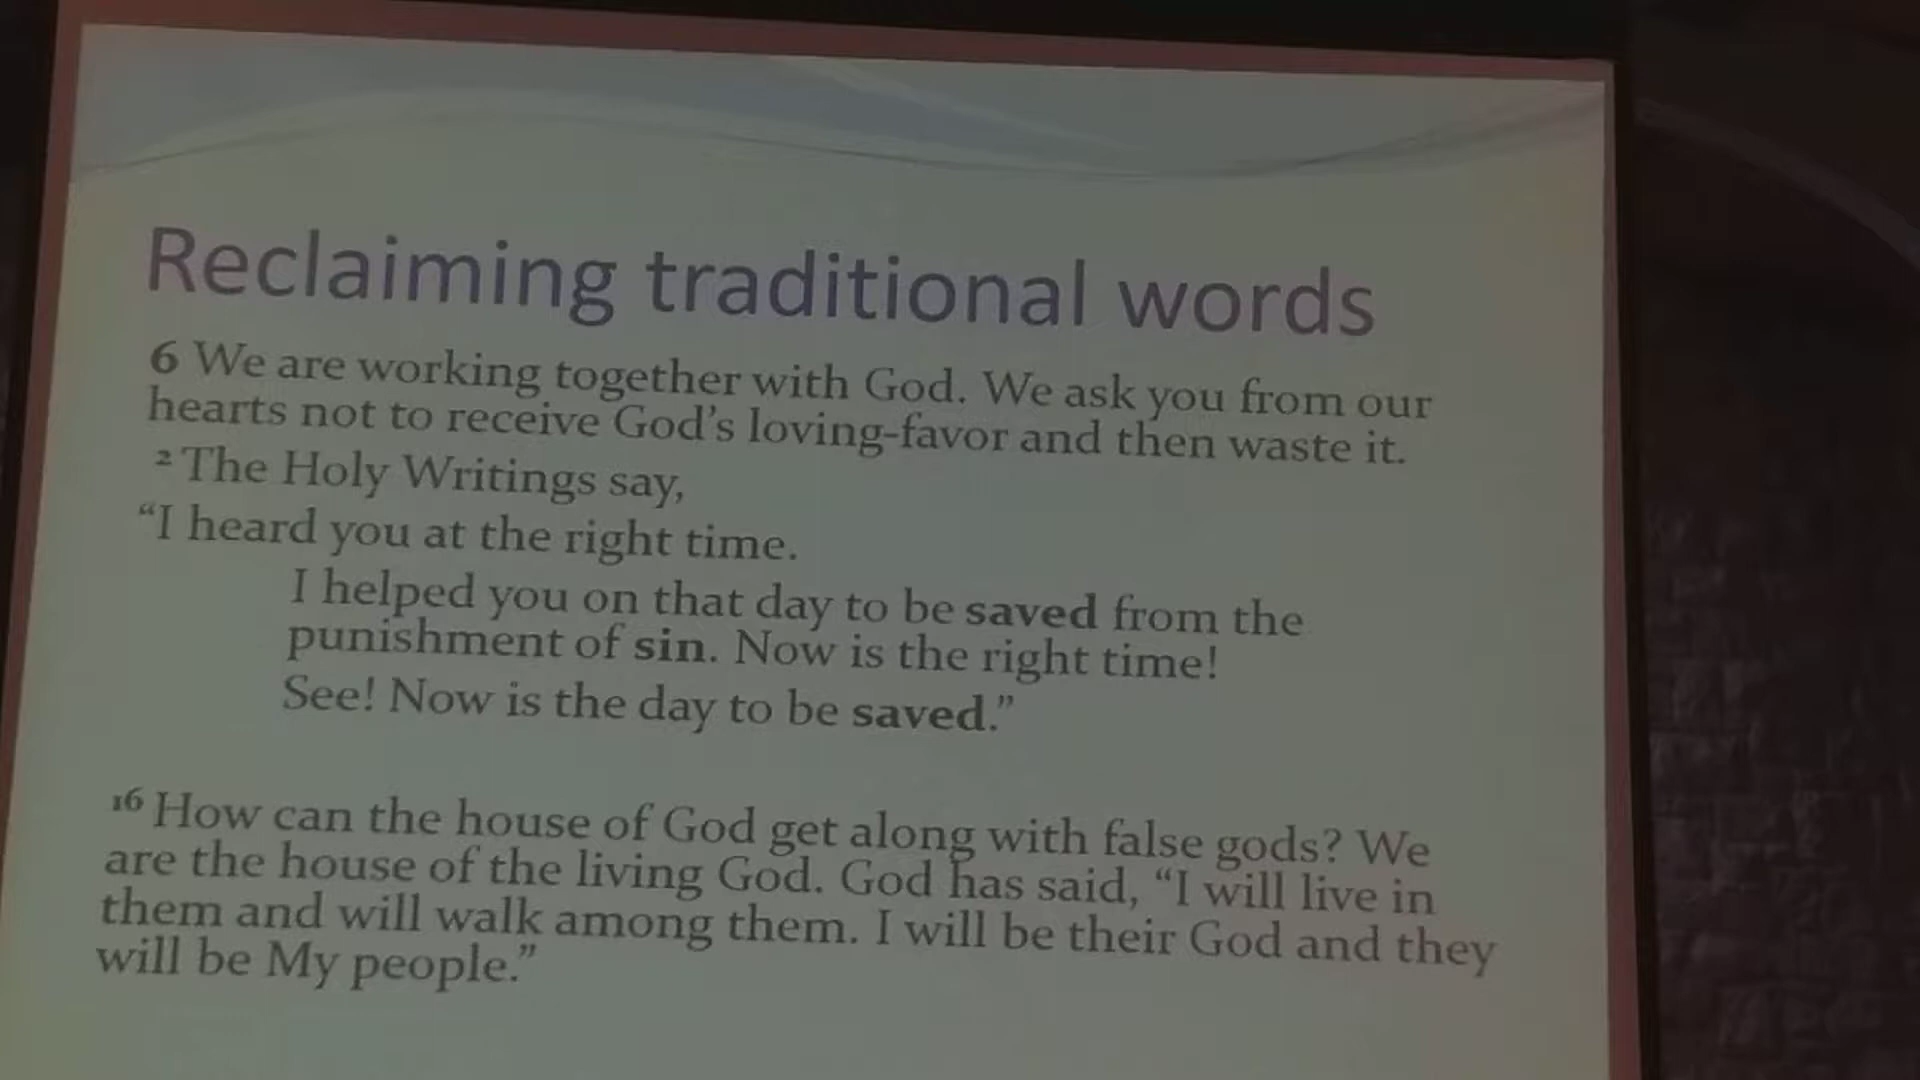 Reclaiming traditional words
6 We are working together with God. We ask you from our
hearts not to receive God’s loving-favor and then waste it.
2 The Holy Writings say,
“I heard you at the right time.
I helped you on that day to be saved from the
punishment of sin. Now is the right time!
See! Now is the day to be saved.”
16 How can the house of God get along with false gods? We
are the house of the living God. God has said, “I will live in
them and will walk among them. I will be their God and they
will be My people.”